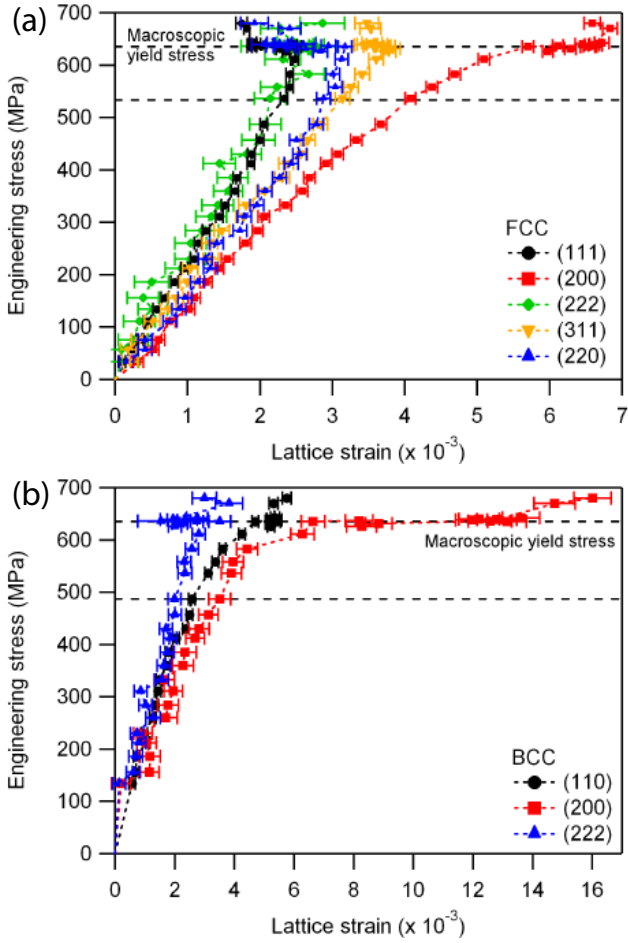 (a)
700
600
500
400
300
200
100
0
Engineering stress (MPa)
Macroscopic
yield stress
FCC
(111)
(200)
(222)
(311)
(220)
0 1 2 3 4 5 6 7
Lattice strain (x 10⁻³)
(b)
700
600
500
400
300
200
100
0
Engineering stress (MPa)
Macroscopic yield stress
BCC
(110)
(200)
(222)
0 2 4 6 8 10 12 14 16
Lattice strain (x 10⁻³)